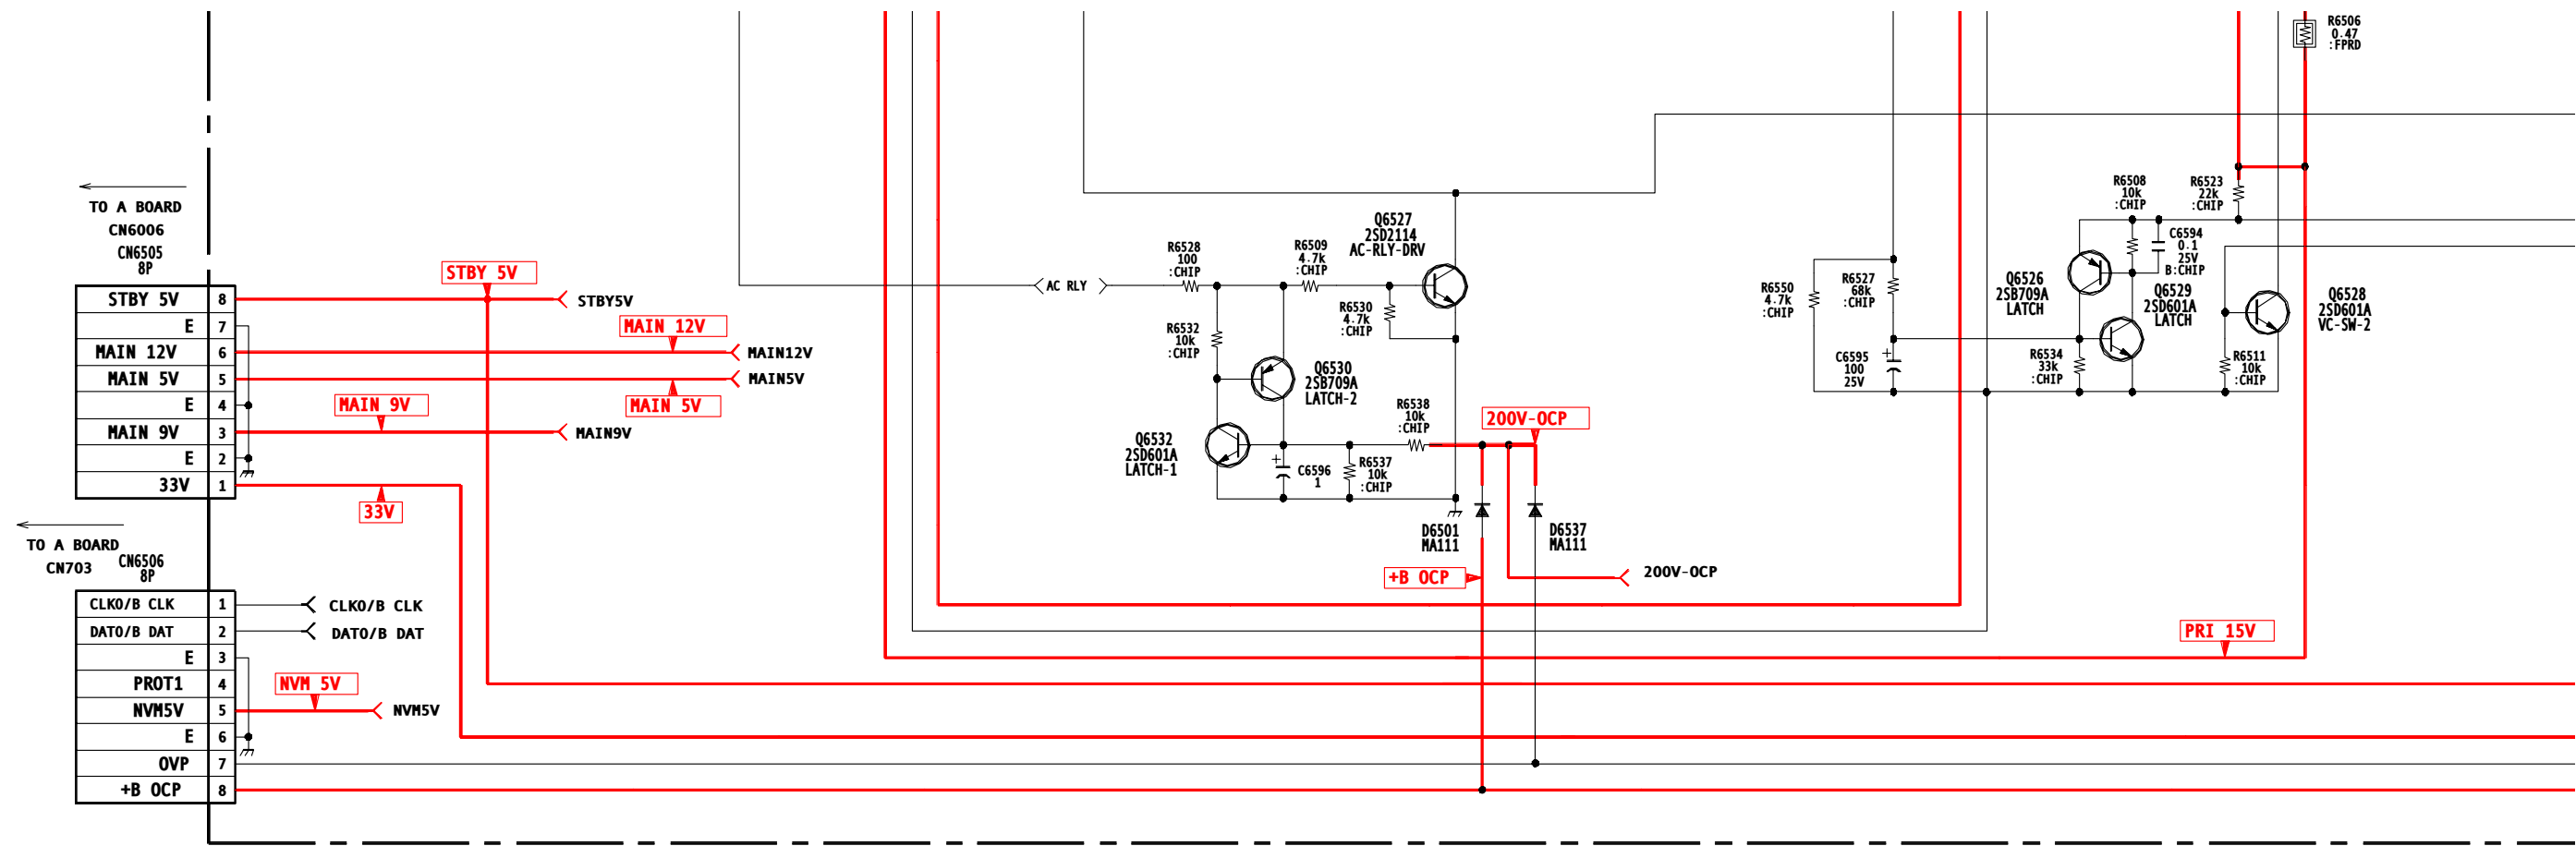 R6506
0.47
:FPRD
TO A BOARD
CN6006
CN6505
8P
STBY 5V 8
E 7
MAIN 12V 6
MAIN 5V 5
E 4
MAIN 9V 3
E 2
33V 1
STBY 5V
STBY5V
MAIN 12V
MAIN12V
MAIN5V
MAIN 5V
MAIN 9V
MAIN9V
33V
TO A BOARD
CN703
CN6506
8P
CLKO/B CLK 1
DATO/B DAT 2
E 3
PROT1 4
NVM5V 5
E 6
OVP 7
+B OCP 8
CLKO/B CLK
DATO/B DAT
NVM 5V
NVM5V
AC RLY
R6528
100
:CHIP
R6509
4.7k
:CHIP
Q6527
2SD2114
AC-RLY-DRV
R6532
10k
:CHIP
R6530
4.7k
:CHIP
Q6530
2SB709A
LATCH-2
Q6532
2SD601A
LATCH-1
+
C6596
1
R6537
10k
:CHIP
R6538
10k
:CHIP
200V-OCP
D6501
MA111
D6537
MA111
+B OCP
200V-OCP
R6550
4.7k
:CHIP
R6527
68k
:CHIP
C6595
100
25V
+
Q6526
2SB709A
LATCH
R6508
10k
:CHIP
R6523
22k
:CHIP
C6594
0.1
25V
B:CHIP
Q6529
2SD601A
LATCH
R6534
33k
:CHIP
R6511
10k
:CHIP
Q6528
2SD601A
VC-SW-2
PRI 15V